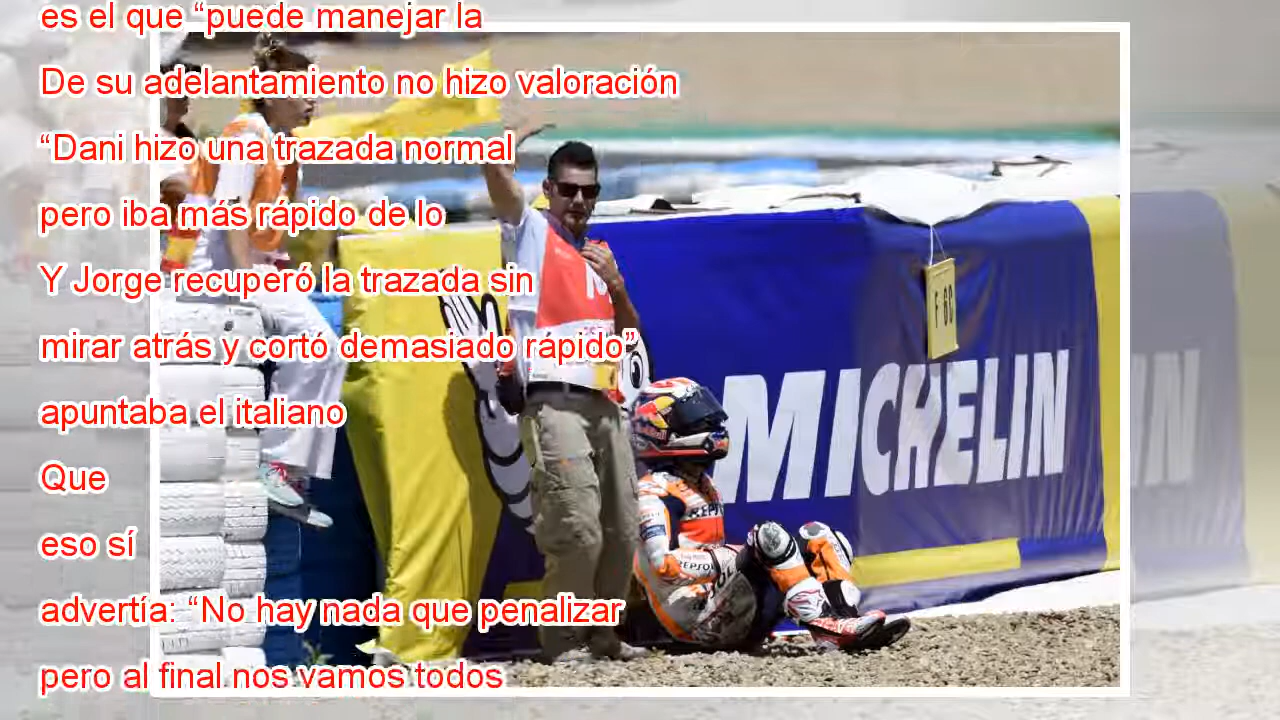 es el que “puede manejar la
De su adelantamiento no hizo valoración
“Dani hizo una trazada normal
pero iba más rápido de lo
Y Jorge recuperó la trazada sin
mirar atrás y cortó demasiado rápido”
apuntaba el italiano
Que
eso sí
advertía: “No hay nada que penalizar
pero al final nos vamos todos
MICHELIN